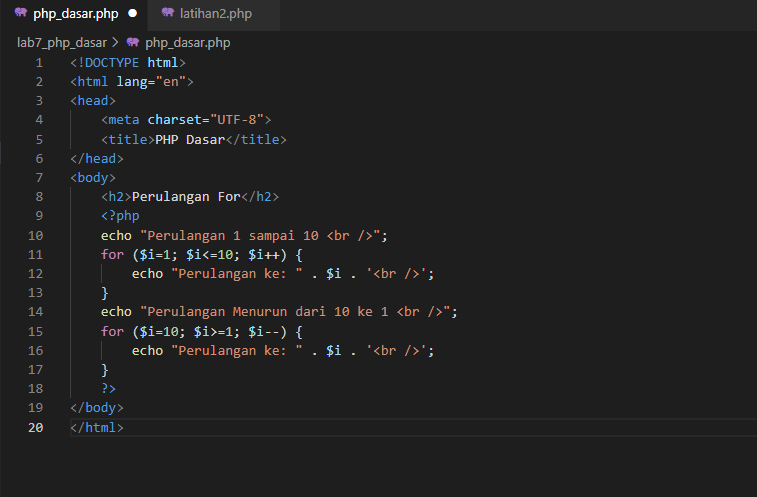 php_dasar.php ● latihan2.php
lab7_php_dasar > php_dasar.php
1 <!DOCTYPE html>
2 <html lang="en">
3 <head>
4     <meta charset="UTF-8">
5     <title>PHP Dasar</title>
6 </head>
7 <body>
8     <h2>Perulangan For</h2>
9     <?php
10     echo "Perulangan 1 sampai 10 <br />";
11     for ($i=1; $i<=10; $i++) {
12         echo "Perulangan ke: " . $i . '<br />';
13     }
14     echo "Perulangan Menurun dari 10 ke 1 <br />";
15     for ($i=10; $i>=1; $i--) {
16         echo "Perulangan ke: " . $i . '<br />';
17     }
18     ?>
19 </body>
20 </html>